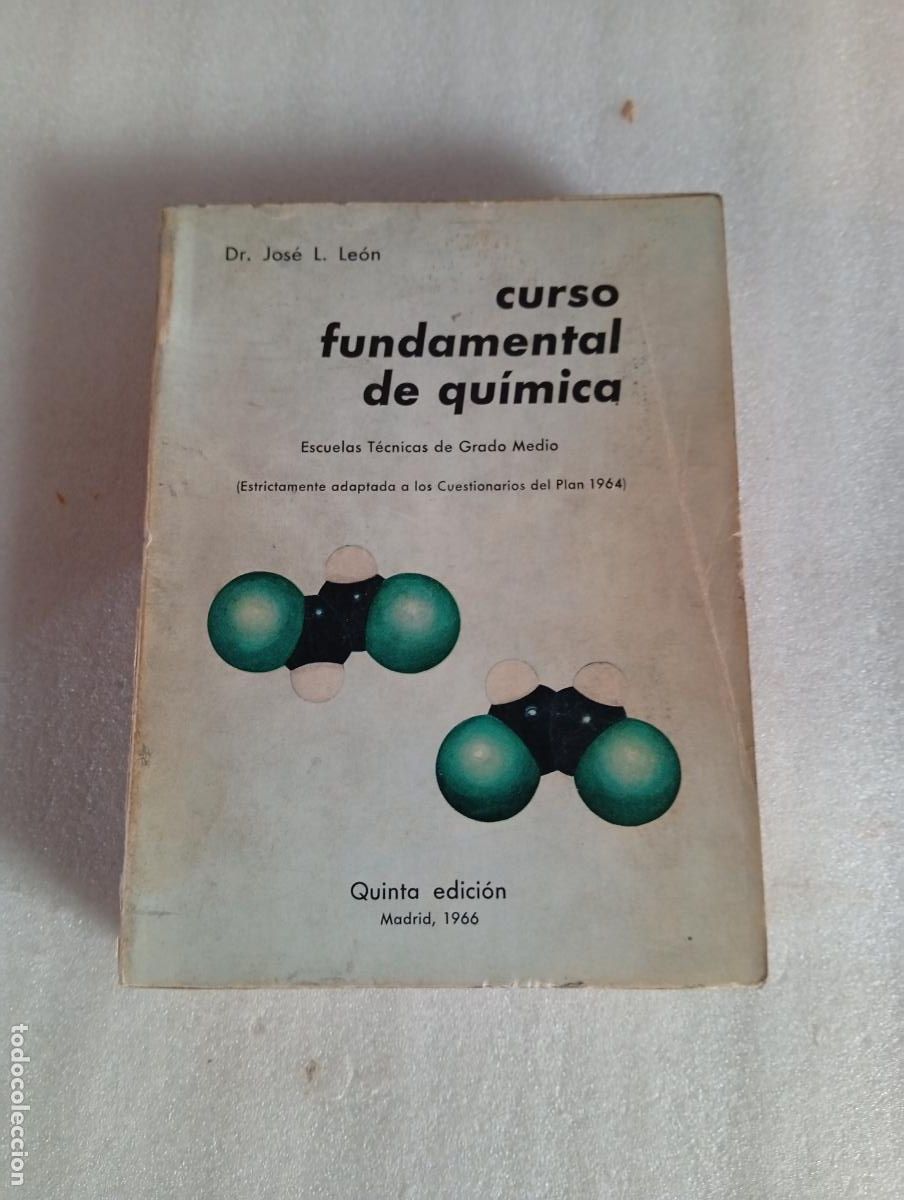 Dr. José L. León
curso
fundamental
de química
Escuelas Técnicas de Grado Medio
(Estrictamente adaptada a los Cuestionarios del Plan 1964)
Quinta edición
Madrid, 1966
todocoleccion